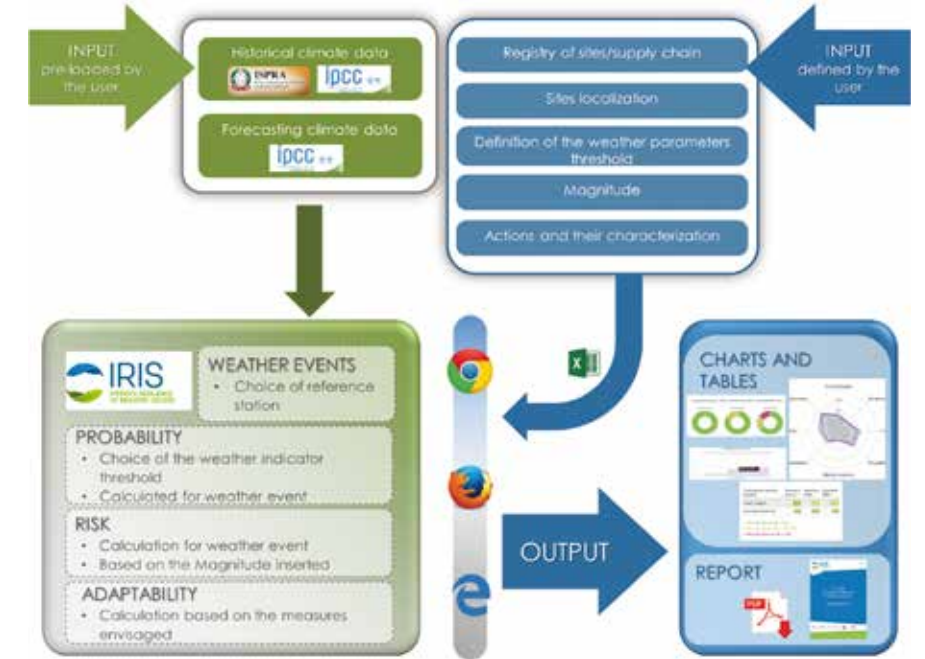 INPUT
pre-loaded by
the user
Historical climate data
ISPRA
ipcc
Forecasting climate data
ipcc
Registry of sites/supply chain
Sites localization
Definition of the weather parameters
threshold
Magnitude
Actions and their characterization
INPUT
defined by the
user
IRIS
WEATHER EVENTS
• Choice of reference
station
PROBABILITY
• Choice of the weather indicator
threshold
• Calculated for weather event
RISK
• Calculation for weather event
• Based on the Magnitude inserted
ADAPTABILITY
• Calculation based on the measures
envisaged
OUTPUT
CHARTS AND
TABLES
REPORT
PDF